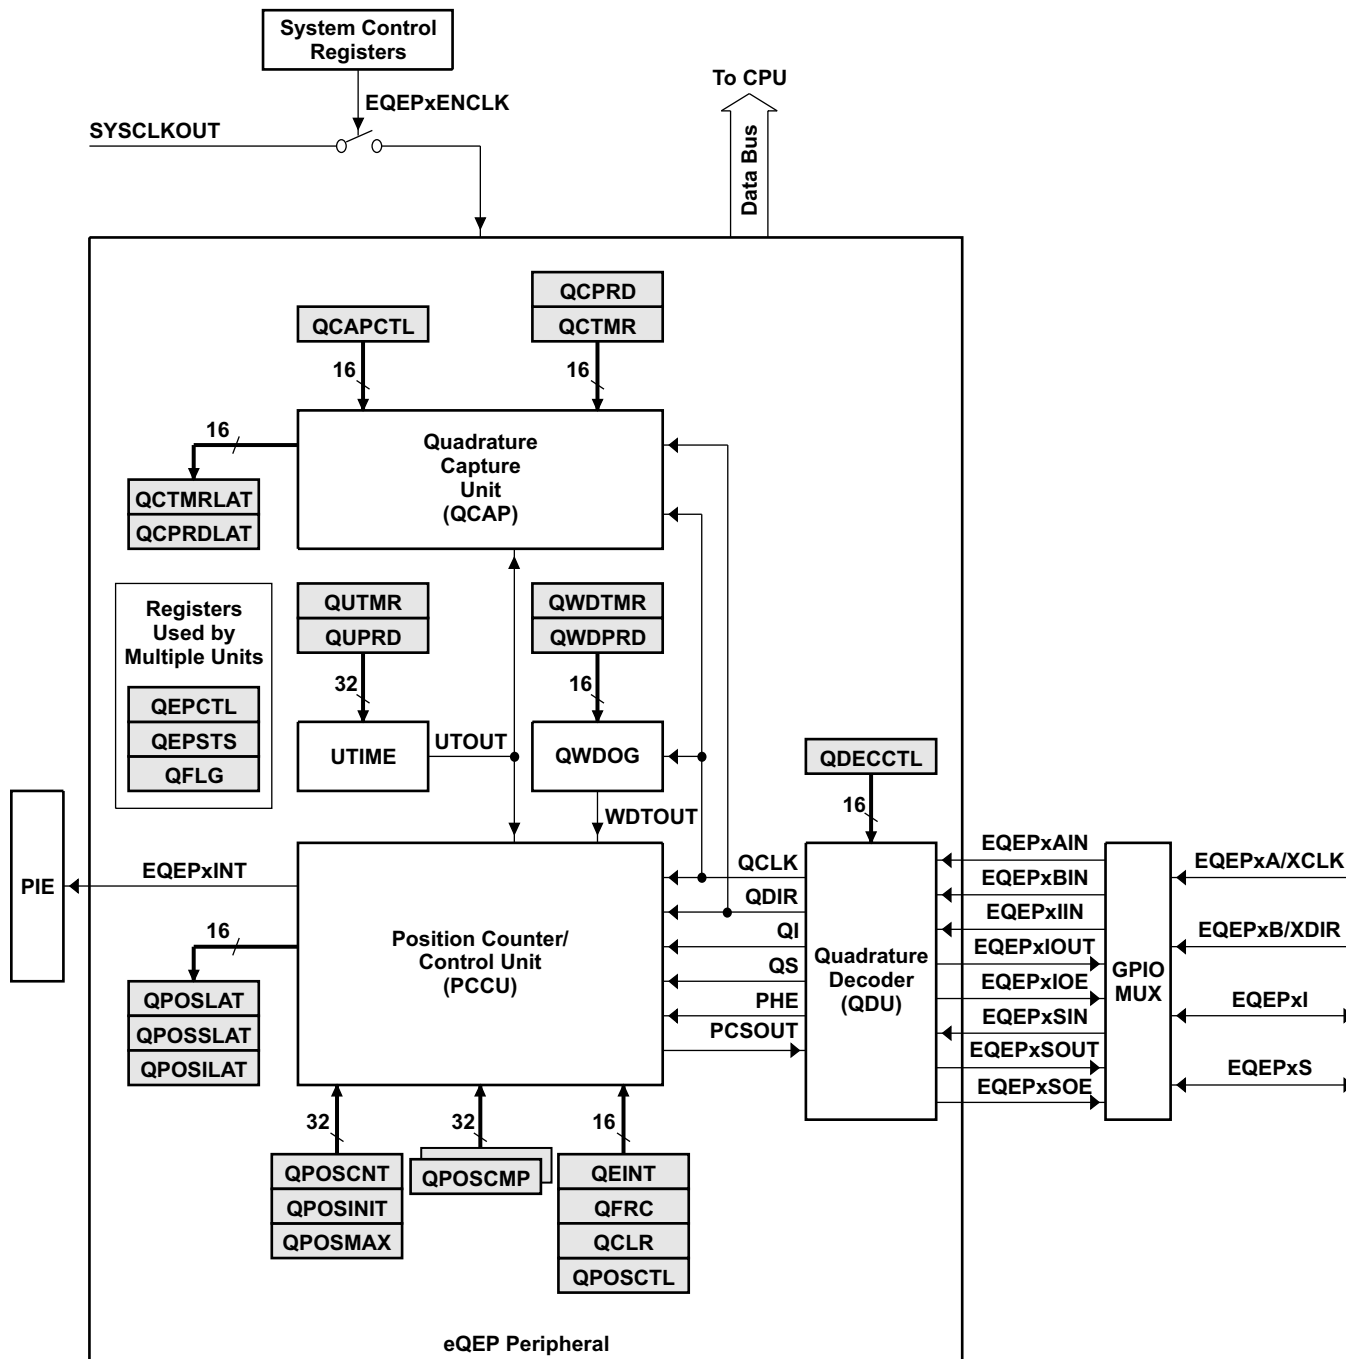 System Control
Registers
To CPU
EQEPxENCLK
SYSCLKOUT
Data Bus
QCPRD
QCAPCTL
QCTMR
16
16
16
Quadrature
Capture
Unit
(QCAP)
QCTMRLAT
QCPRDLAT
Registers
Used by
Multiple Units
QEPCTL
QEPSTS
QFLG
QUTMR
QUPRD
32
UTIME
UTOUT
QWDTMR
QWDPRD
16
QWDOG
WDTOUT
QDECCTL
16
PIE
EQEPxINT
16
QPOSLAT
QPOSSLAT
QPOSILAT
Position Counter/
Control Unit
(PCCU)
QCLK
QDIR
QI
QS
PHE
PCSOUT
Quadrature
Decoder
(QDU)
EQEPxAIN
EQEPxBIN
EQEPxIIN
EQEPxIOUT
EQEPxIOE
EQEPxSIN
EQEPxSOUT
EQEPxSOE
GPIO
MUX
EQEPxA/XCLK
EQEPxB/XDIR
EQEPxI
EQEPxS
32
32
16
QPOSCNT
QPOSINIT
QPOSMAX
QPOSCMP
QEINT
QFRC
QCLR
QPOSCTL
eQEP Peripheral